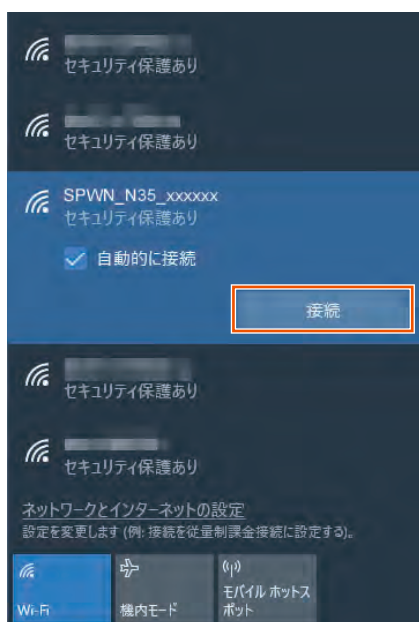 セキュリティ保護あり
セキュリティ保護あり
SPWN_N35_xxxxxx
セキュリティ保護あり
自動的に接続
接続
セキュリティ保護あり
セキュリティ保護あり
ネットワークとインターネットの設定
設定を変更します (例: 接続を従量制課金接続に設定する)。
Wi-Fi
機内モード
モバイル ホットス
ポット